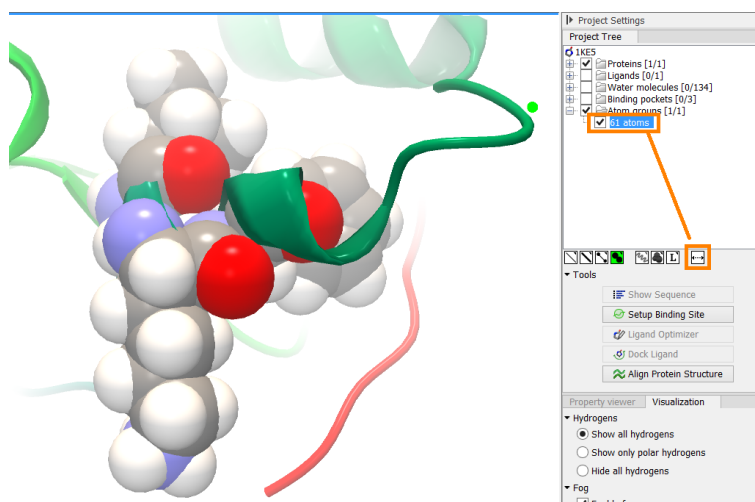 Project Settings
Project Tree
1KE5
Proteins [1/1]
Ligands [0/1]
Water molecules [0/134]
Binding pockets [0/3]
Atom groups [1/1]
61 atoms
L
Tools
Show Sequence
Setup Binding Site
Ligand Optimizer
Dock Ligand
Align Protein Structure
Property viewer Visualization
Hydrogens
Show all hydrogens
Show only polar hydrogens
Hide all hydrogens
Fog